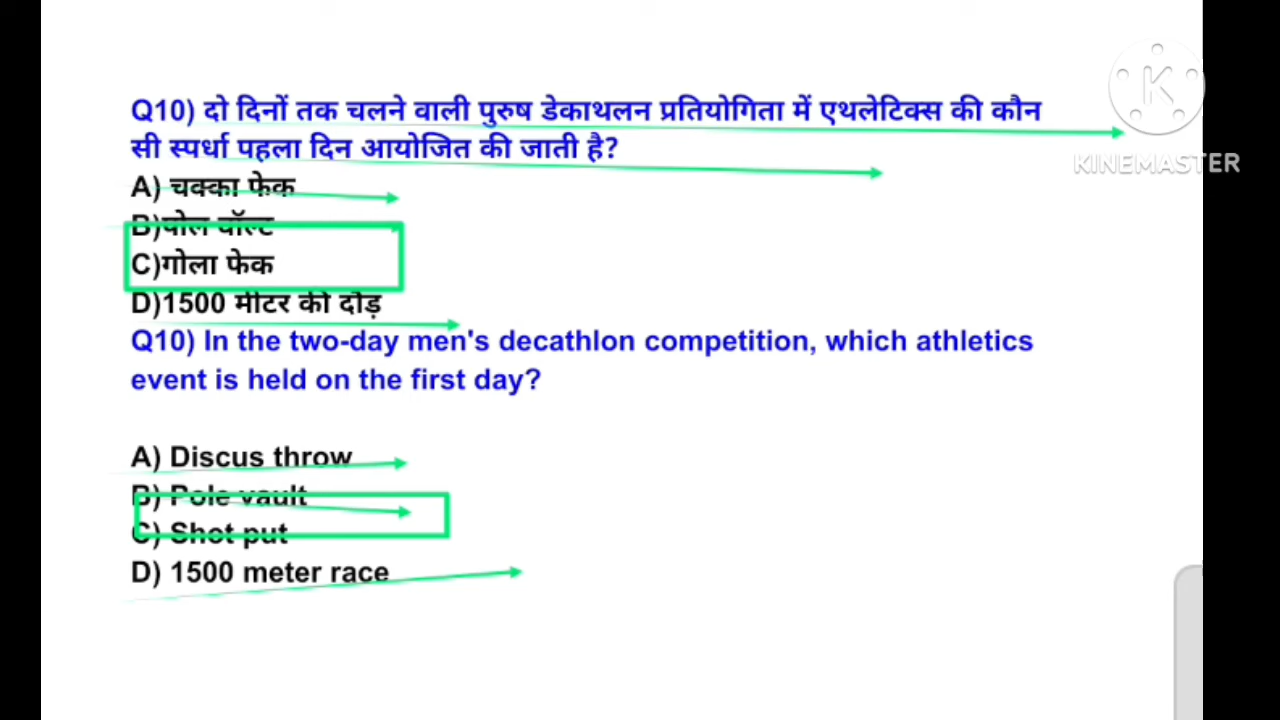 Q10) दो दिनों तक चलने वाली पुरुष डेकाथलन प्रतियोगिता में एथलेटिक्स की कौन
सी स्पर्धा पहला दिन आयोजित की जाती है?
A) चक्का फेक
B)पोल वॉल्ट
C)गोला फेक
D)1500 मीटर की दौड़
Q10) In the two-day men's decathlon competition, which athletics
event is held on the first day?
A) Discus throw
B) Pole vault
C) Shot put
D) 1500 meter race
K
KINEMASTER